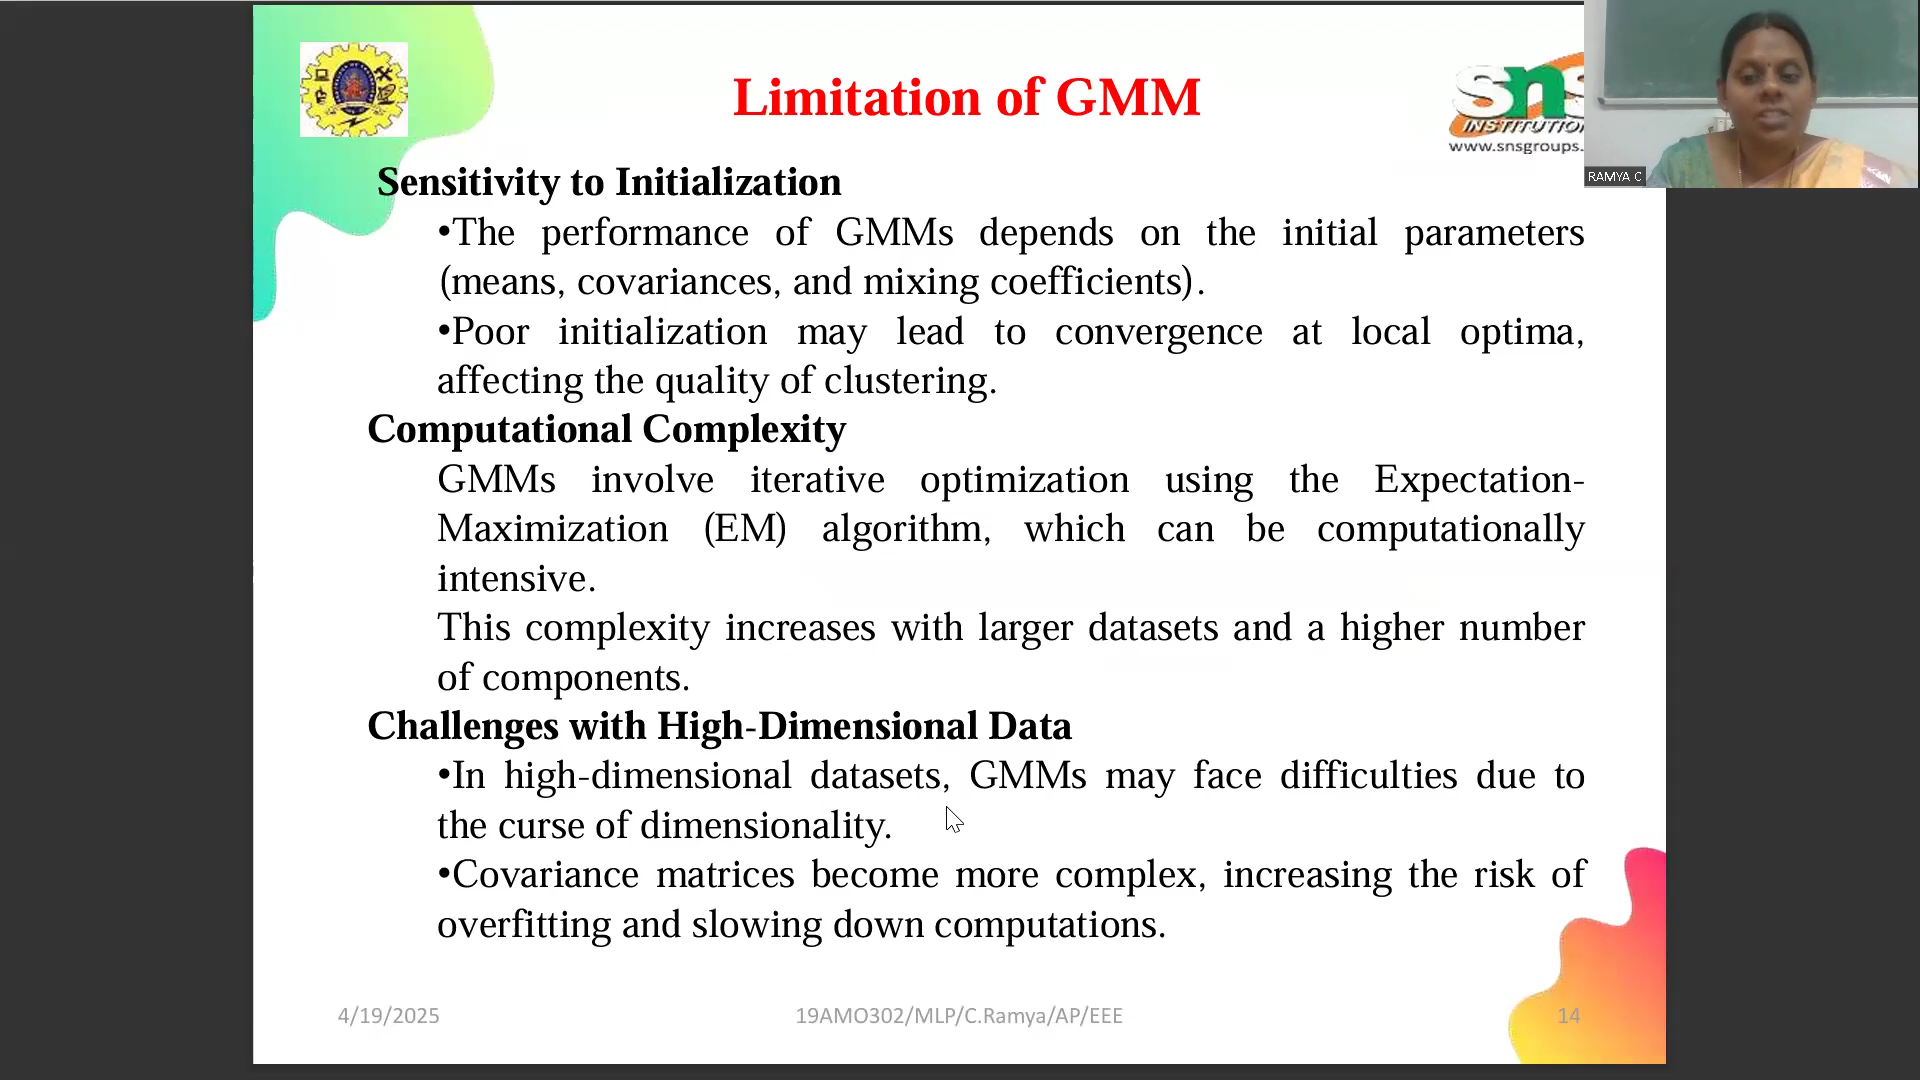 Limitation of GMM
sns
INSTITUTIO
www.snsgroups.
RAMYA C
Sensitivity to Initialization
•The performance of GMMs depends on the initial parameters
(means, covariances, and mixing coefficients).
•Poor initialization may lead to convergence at local optima,
affecting the quality of clustering.
Computational Complexity
GMMs involve iterative optimization using the Expectation-
Maximization (EM) algorithm, which can be computationally
intensive.
This complexity increases with larger datasets and a higher number
of components.
Challenges with High-Dimensional Data
•In high-dimensional datasets, GMMs may face difficulties due to
the curse of dimensionality.
•Covariance matrices become more complex, increasing the risk of
overfitting and slowing down computations.
4/19/2025
19AMO302/MLP/C.Ramya/AP/EEE
14